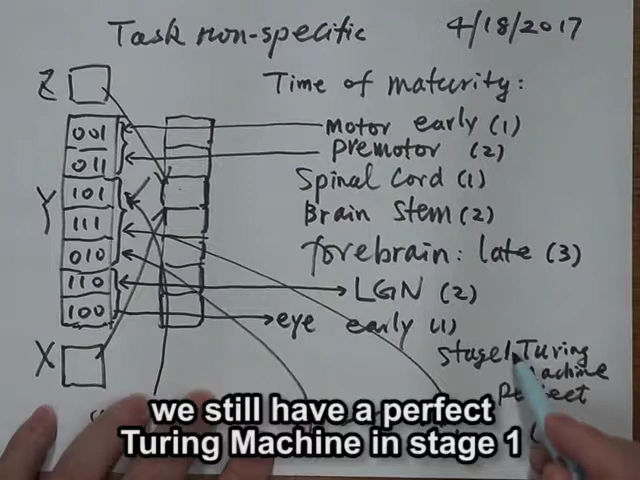 Task non-specific
4/18/2017
Z
Time of maturity:
001
motor early (1)
011
premotor (2)
Spinal Cord (1)
Y
101
Brain stem (2)
111
forebrain: late (3)
010
110
LGN (2)
100
eye early (1)
X
stage1 Turing
Machine
we still have a perfect
Turing Machine in stage 1